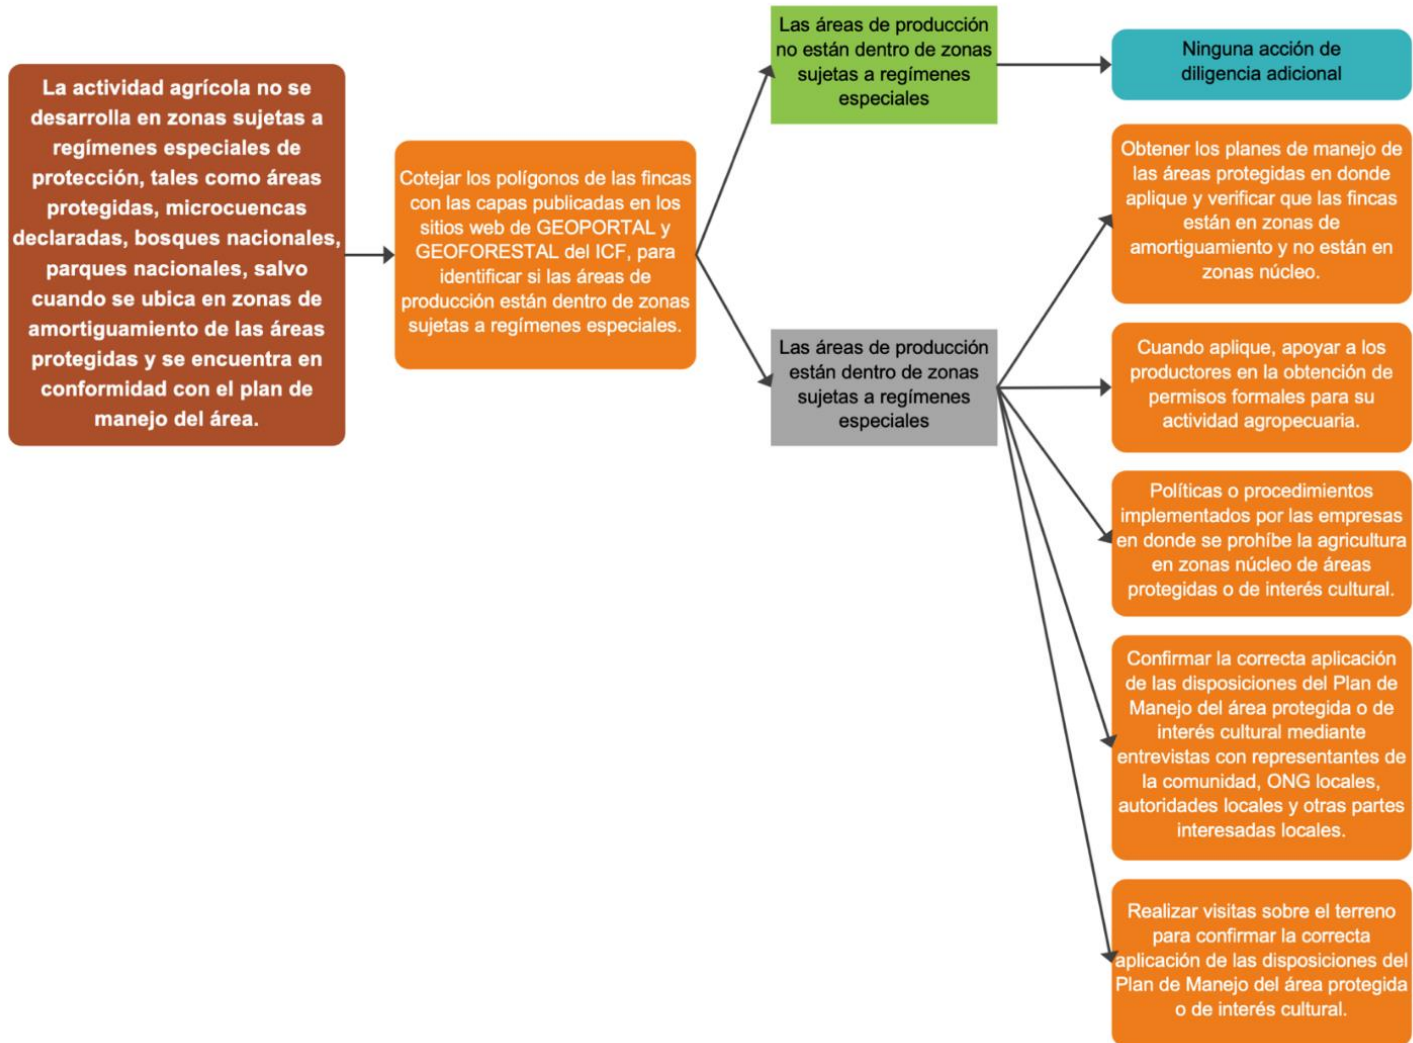 La actividad agrícola no se
desarrolla en zonas sujetas a
regímenes especiales de
protección, tales como áreas
protegidas, microcuencas
declaradas, bosques nacionales,
parques nacionales, salvo
cuando se ubica en zonas de
amortiguamiento de las áreas
protegidas y se encuentra en
conformidad con el plan de
manejo del área.
Cotejar los polígonos de las fincas
con las capas publicadas en los
sitios web de GEOPORTAL y
GEOFORESTAL del ICF, para
identificar si las áreas de
producción están dentro de zonas
sujetas a regímenes especiales.
Las áreas de producción
no están dentro de zonas
sujetas a regímenes
especiales
Ninguna acción de
diligencia adicional
Las áreas de producción
están dentro de zonas
sujetas a regímenes
especiales
Obtener los planes de manejo de
las áreas protegidas en donde
aplique y verificar que las fincas
están en zonas de
amortiguamiento y no están en
zonas núcleo.
Cuando aplique, apoyar a los
productores en la obtención de
permisos formales para su
actividad agropecuaria.
Políticas o procedimientos
implementados por las empresas
en donde se prohíbe la agricultura
en zonas núcleo de áreas
protegidas o de interés cultural.
Confirmar la correcta aplicación
de las disposiciones del Plan de
Manejo del área protegida o de
interés cultural mediante
entrevistas con representantes de
la comunidad, ONG locales,
autoridades locales y otras partes
interesadas locales.
Realizar visitas sobre el terreno
para confirmar la correcta
aplicación de las disposiciones del
Plan de Manejo del área protegida
o de interés cultural.